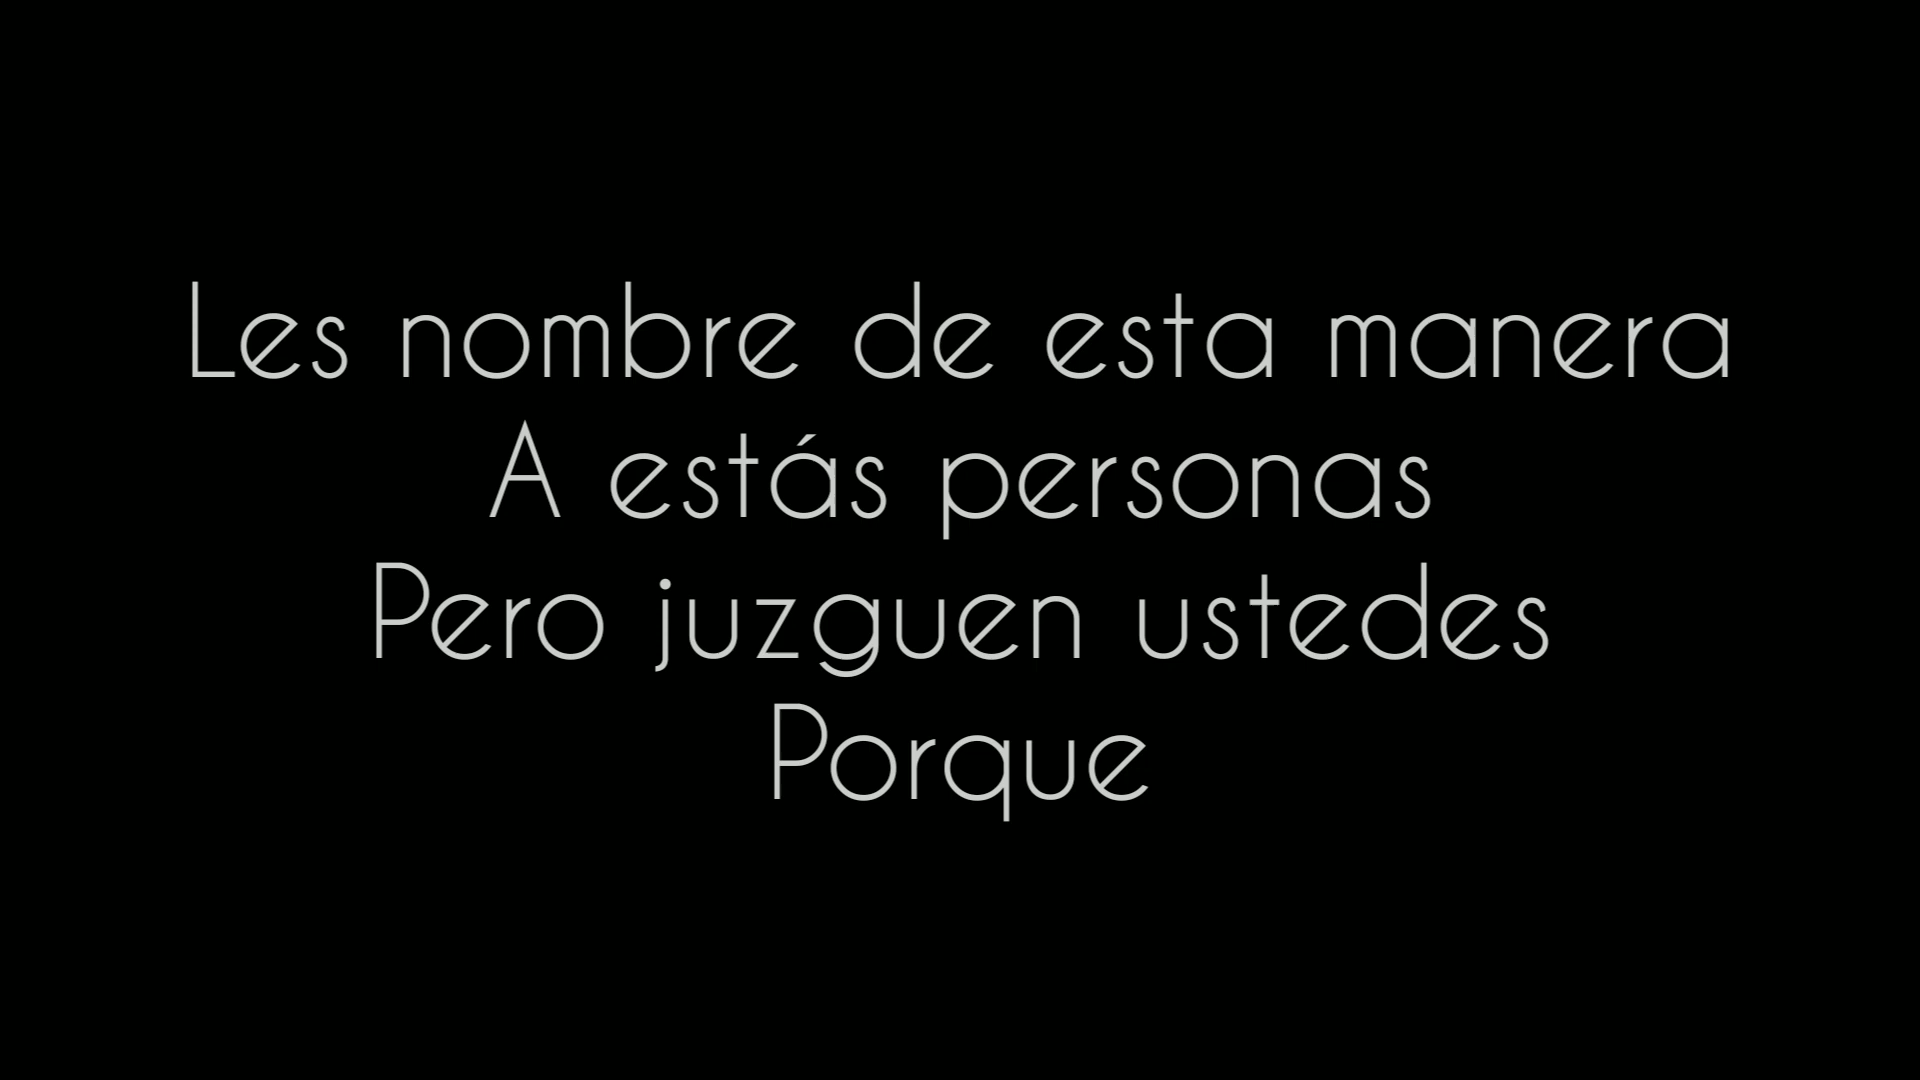 Les nombre de esta manera
A estás personas
Pero juzguen ustedes
Porque